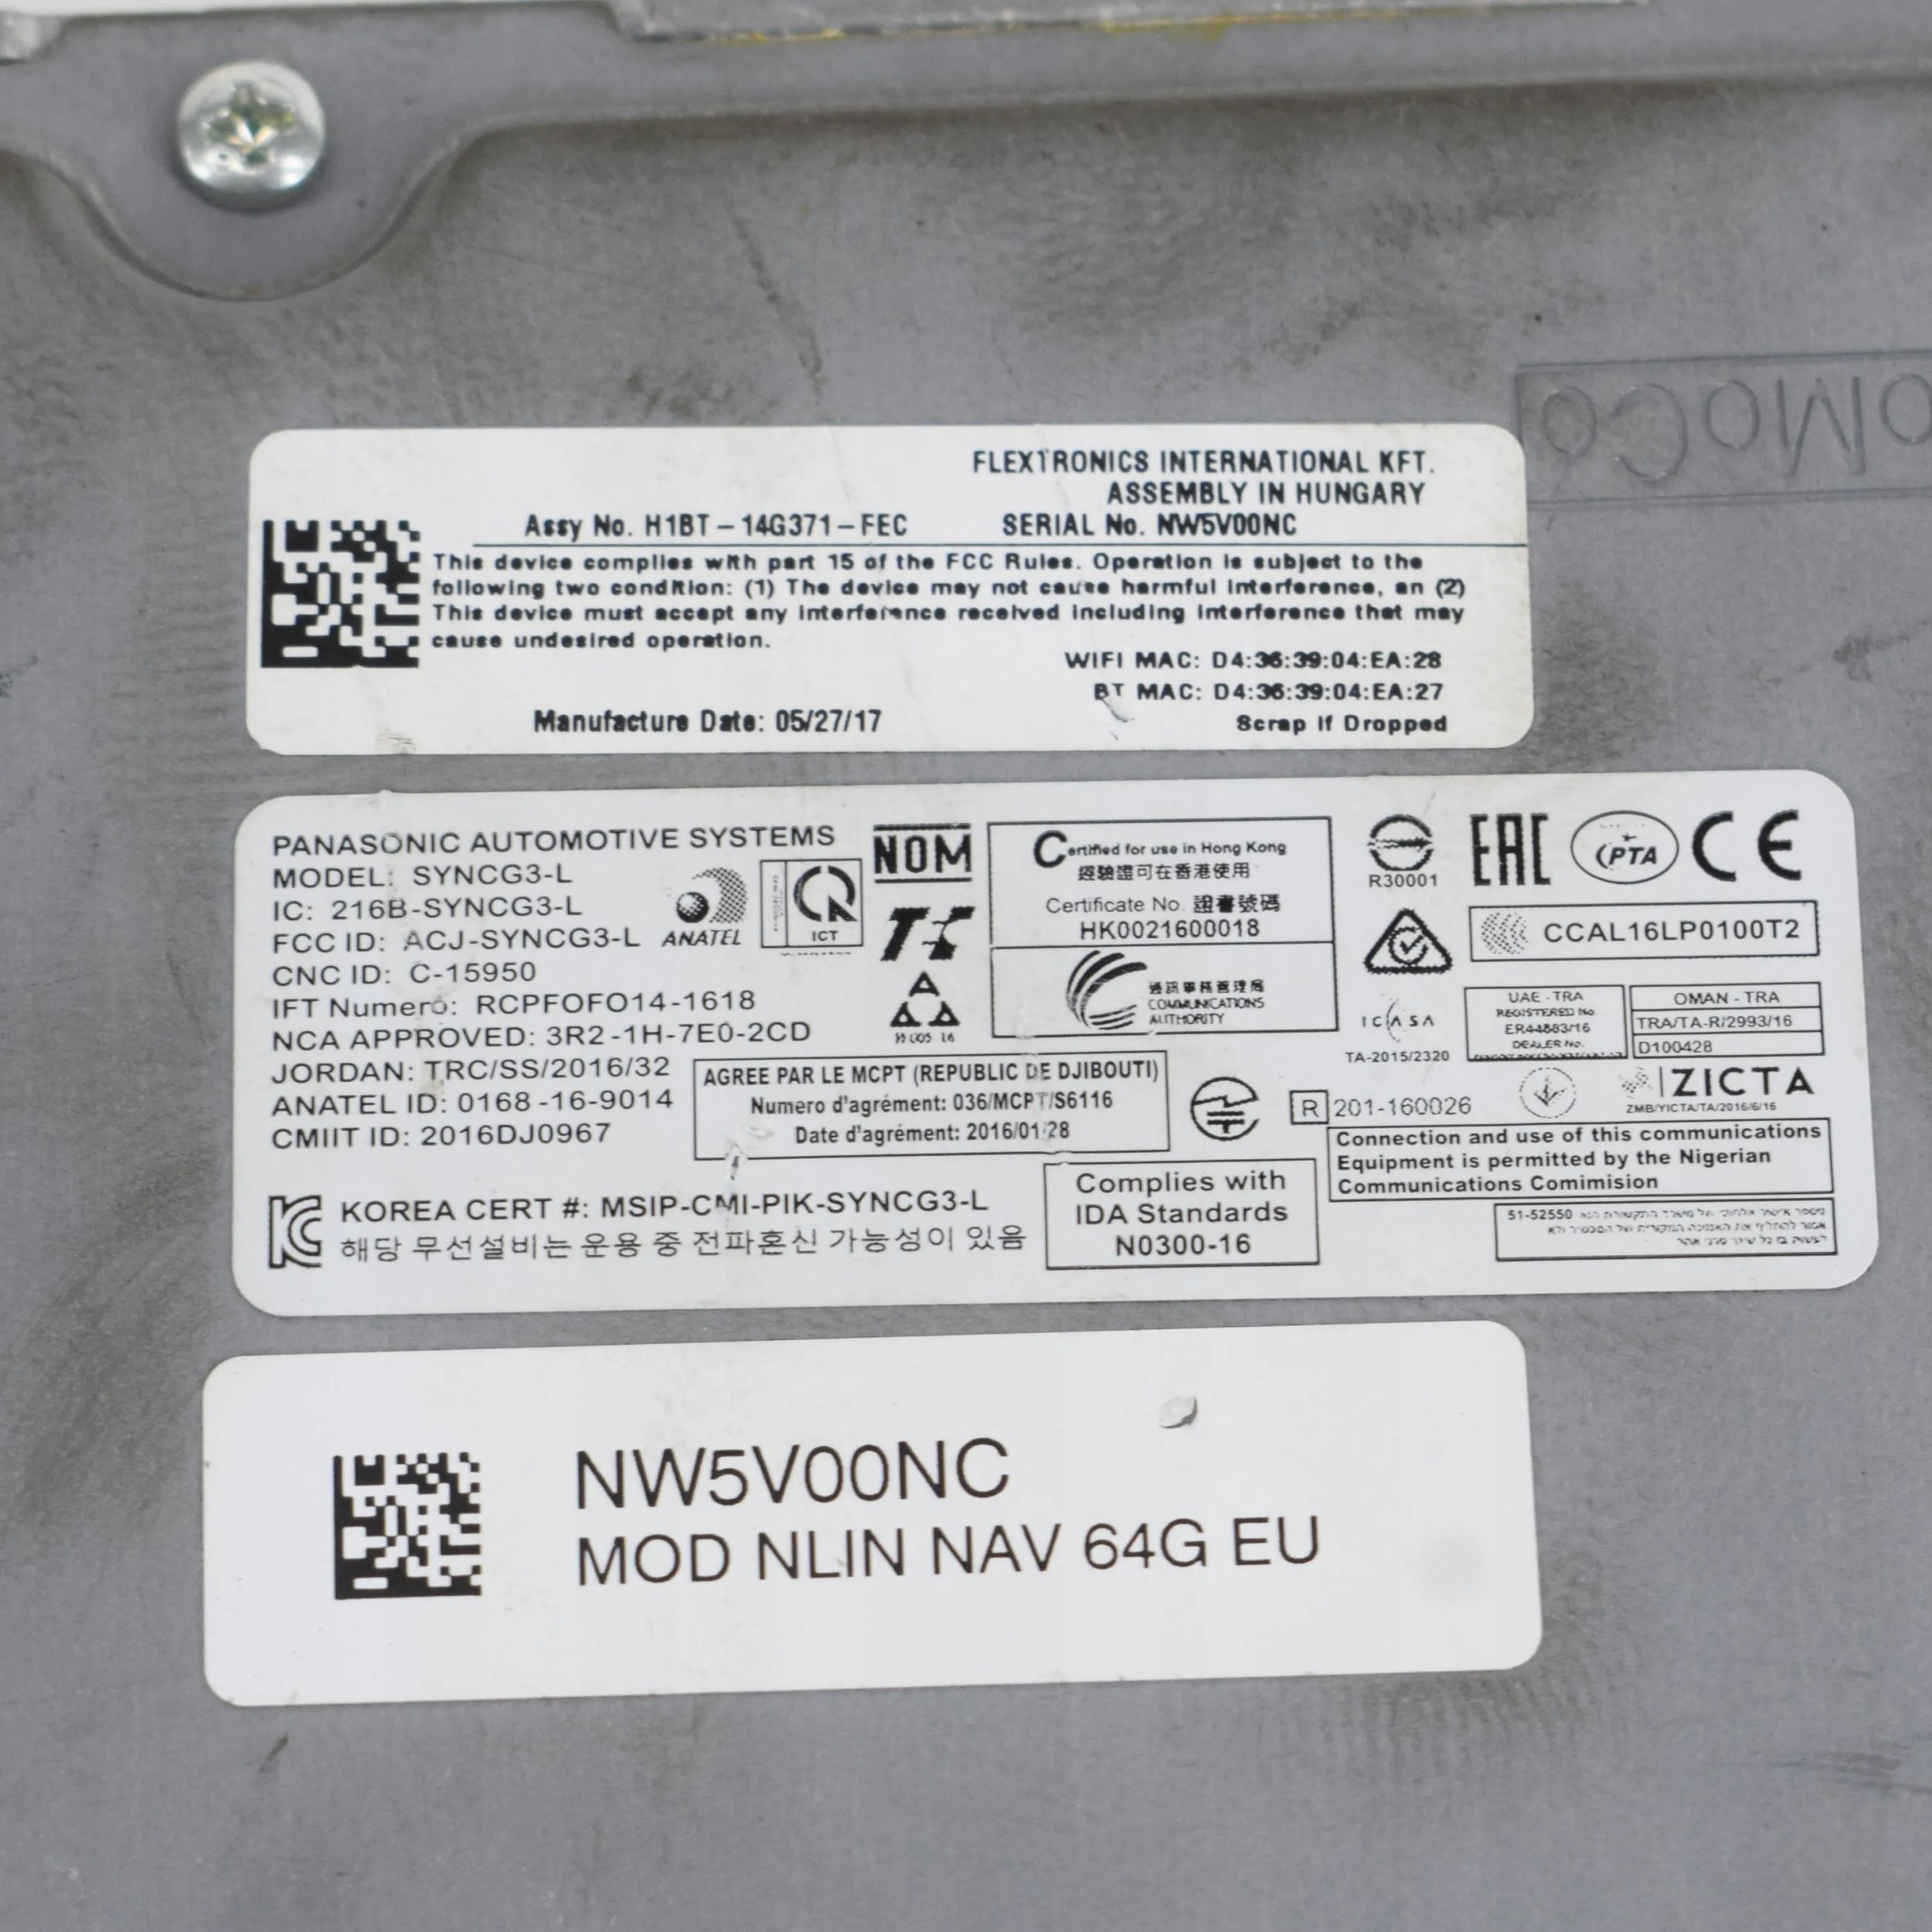 oMoCo
FLEXTRONICS INTERNATIONAL KFT.
ASSEMBLY IN HUNGARY
Assy No. H1BT-14G371-FEC SERIAL No. NW5V00NC
This device complies with part 15 of the FCC Rules. Operation is subject to the
following two condition: (1) The device may not cause harmful interference, an (2)
This device must accept any interference received including interference that may
cause undesired operation.
WIFI MAC: D4:36:39:04:EA:28
BT MAC: D4:36:39:04:EA:27
Manufacture Date: 05/27/17 Scrap If Dropped
PANASONIC AUTOMOTIVE SYSTEMS
MODEL: SYNCG3-L
IC: 216B-SYNCG3-L
FCC ID: ACJ-SYNCG3-L
CNC ID: C-15950
IFT Numero: RCPFOFO14-1618
NCA APPROVED: 3R2-1H-7E0-2CD
JORDAN: TRC/SS/2016/32
ANATEL ID: 0168-16-9014
CMIIT ID: 2016DJ0967
ANATEL
ICT
NOM
Certified for use in Hong Kong
經驗證可在香港使用
Certificate No. 證書號碼
HK0021600018
通訊事務管理局
COMMUNICATIONS
AUTHORITY
R30001
EAC
PTA
CE
CCAL16LP0100T2
ICASA
TA-2015/2320
UAE-TRA
REGISTERED No
ER44883/16
DEALER No.
OMAN-TRA
TRA/TA-R/2993/16
D100428
AGREE PAR LE MCPT (REPUBLIC DE DJIBOUTI)
Numero d'agrément: 036/MCPT/S6116
Date d'agrément: 2016/01/28
R 201-160026
ZICTA
ZMB/YICTA/TA/2016/6/16
Connection and use of this communications
Equipment is permitted by the Nigerian
Communications Comimision
KOREA CERT #: MSIP-CMI-PIK-SYNCG3-L
해당 무선설비는 운용 중 전파혼신 가능성이 있음
Complies with
IDA Standards
N0300-16
51-52550
NW5V00NC
MOD NLIN NAV 64G EU